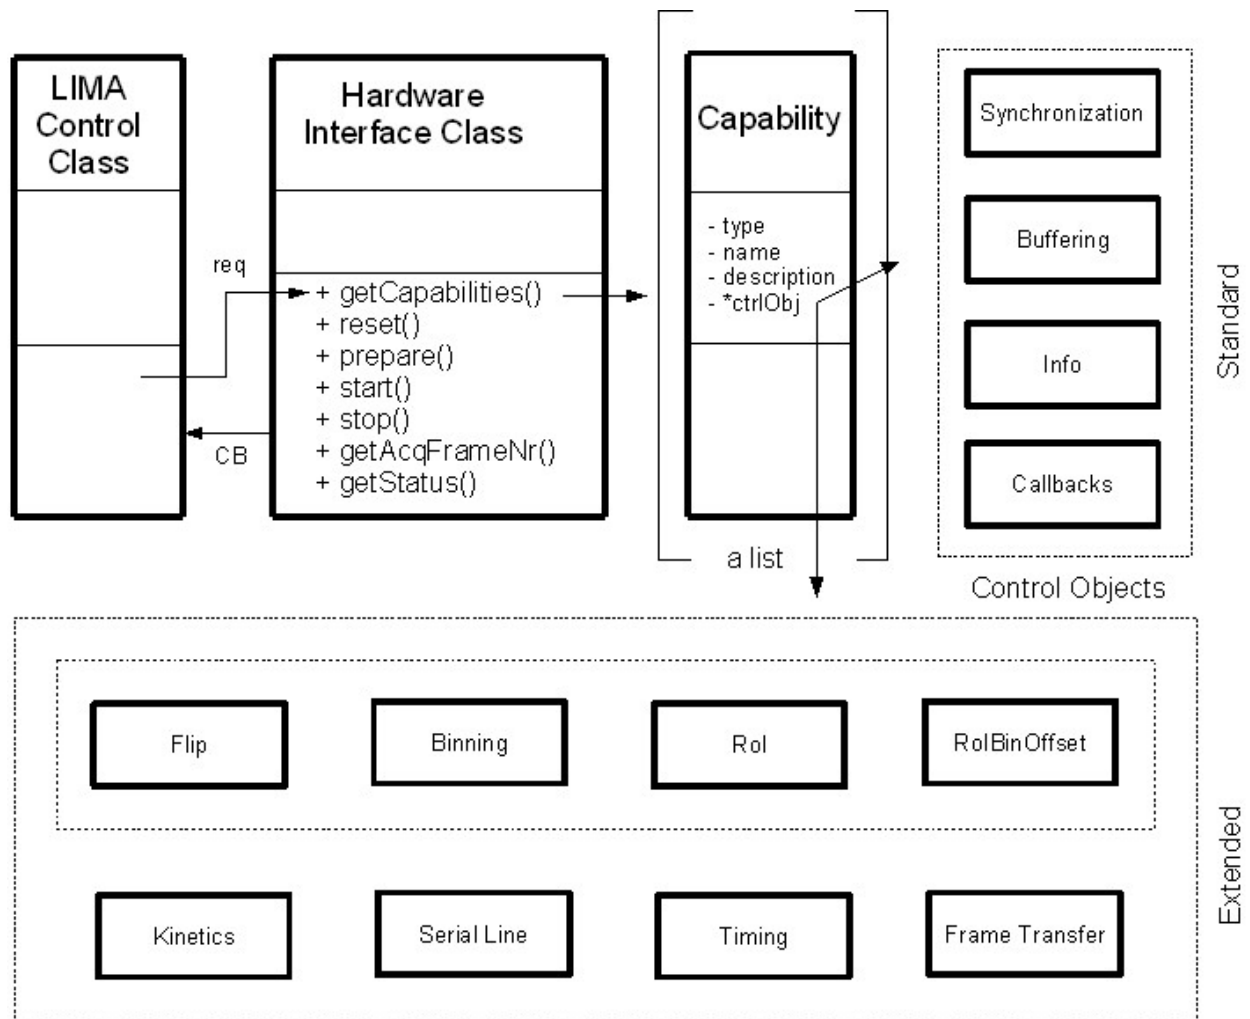 LIMA
Control
Class
req
CB
Hardware
Interface Class
+ getCapabilities()
+ reset()
+ prepare()
+ start()
+ stop()
+ getAcqFrameNr()
+ getStatus()
Capability
- type
- name
- description
- *ctrlObj
a list
Synchronization
Buffering
Info
Callbacks
Standard
Control Objects
Flip
Binning
RoI
RoIBinOffset
Kinetics
Serial Line
Timing
Frame Transfer
Extended